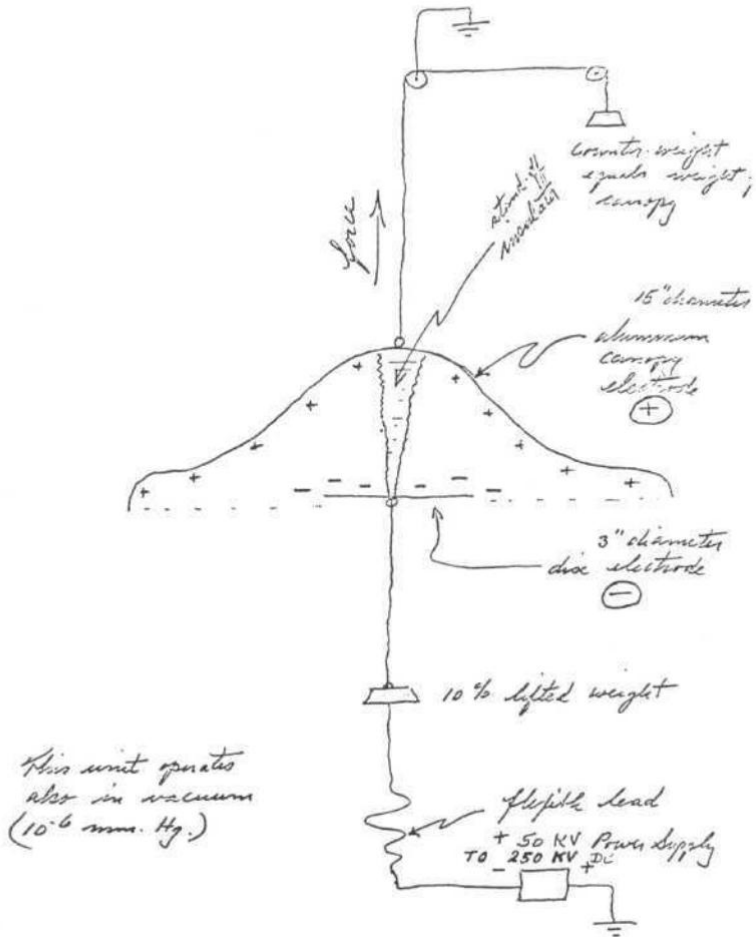 Counter-weight
equals weight
canopy
force
insulator
15" diameter
aluminum
canopy
electrode
+
+ + + + + + + + + + +
- - - - - - -
3" diameter
disc electrode
-
10% lifted weight
This unit operates
also in vacuum
(10-6 mm. Hg.)
flexible lead
+ 50 KV Power Supply
TO 250 KV DC
- +